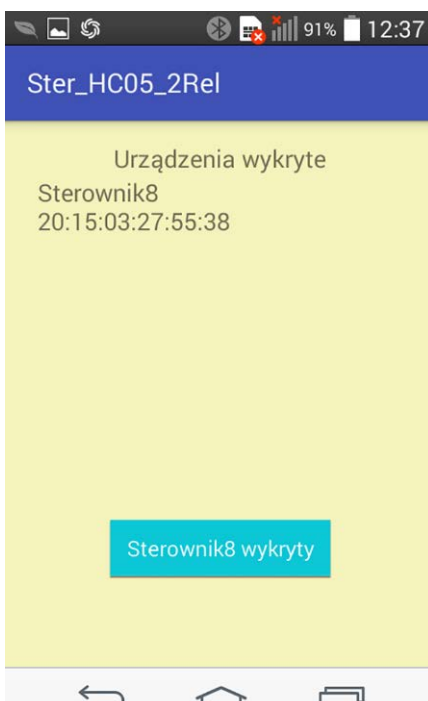 91% 12:37
Ster_HC05_2Rel
Urządzenia wykryte
Sterownik8
20:15:03:27:55:38
Sterownik8 wykryty